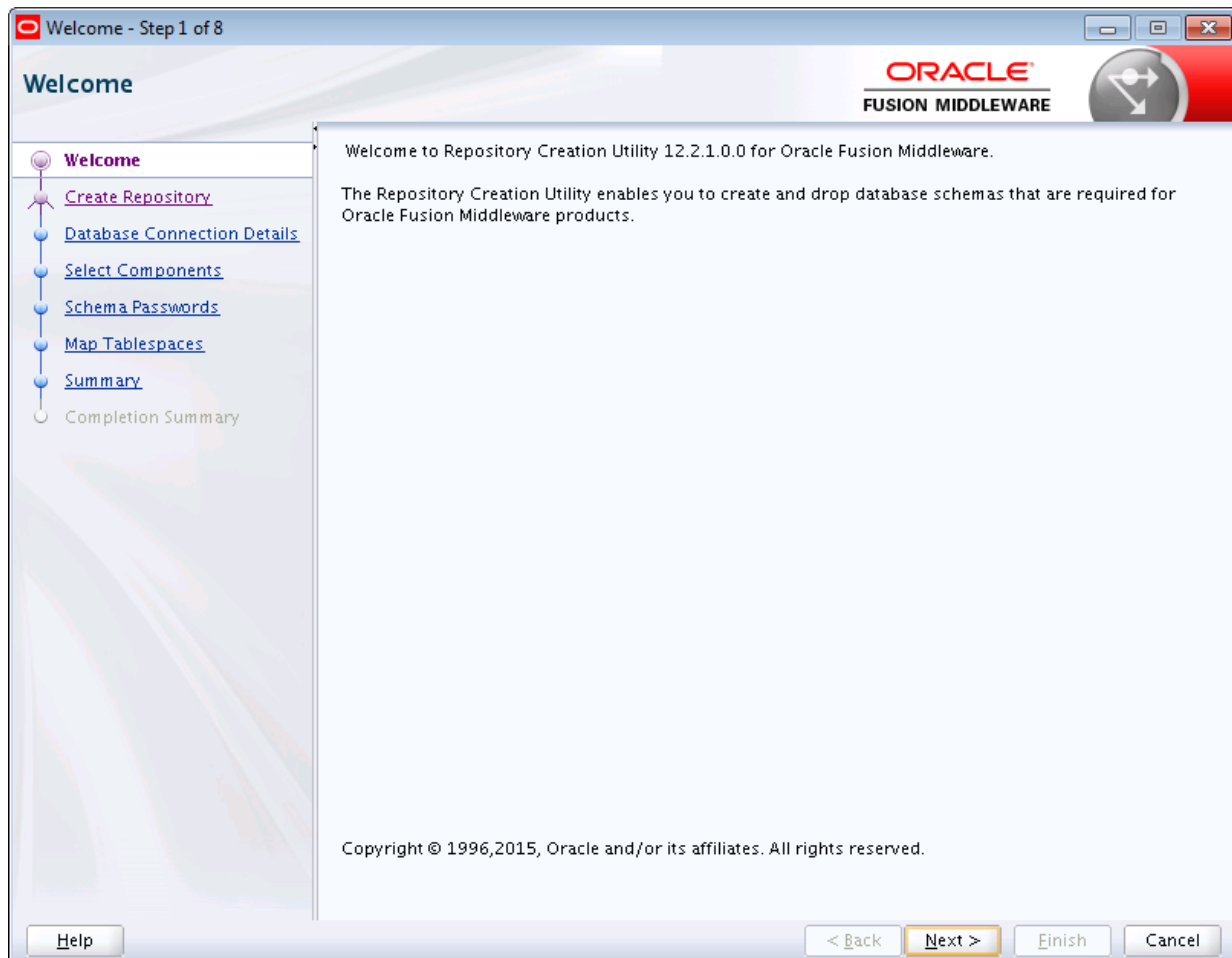 Welcome - Step 1 of 8
Welcome
ORACLE®
FUSION MIDDLEWARE
Welcome
Create Repository
Database Connection Details
Select Components
Schema Passwords
Map Tablespaces
Summary
Completion Summary
Welcome to Repository Creation Utility 12.2.1.0.0 for Oracle Fusion Middleware.
The Repository Creation Utility enables you to create and drop database schemas that are required for
Oracle Fusion Middleware products.
Copyright © 1996,2015, Oracle and/or its affiliates. All rights reserved.
Help
< Back
Next >
Finish
Cancel